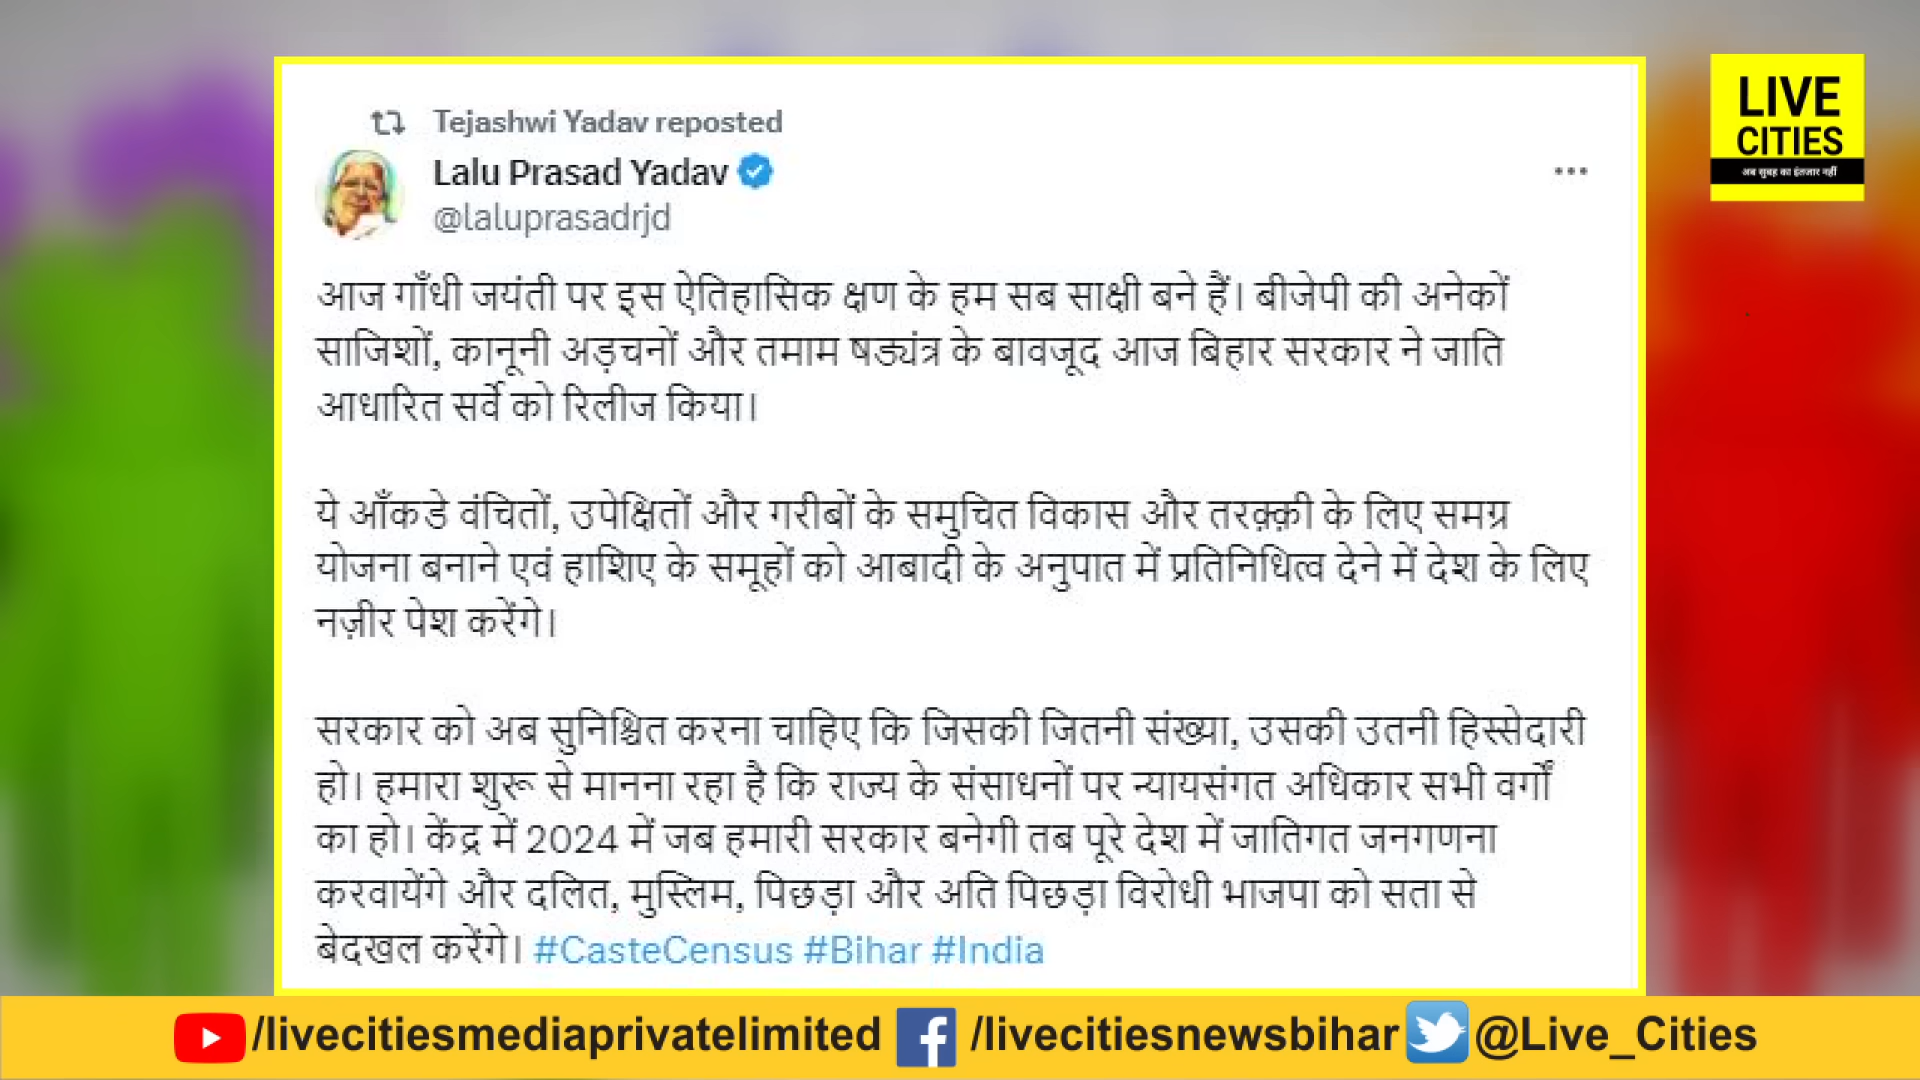 Tejashwi Yadav reposted
Lalu Prasad Yadav
@laluprasadrjd
आज गाँधी जयंती पर इस ऐतिहासिक क्षण के हम सब साक्षी बने हैं। बीजेपी की अनेकों
साजिशों, कानूनी अड़चनों और तमाम षड्यंत्र के बावजूद आज बिहार सरकार ने जाति
आधारित सर्वे को रिलीज किया।
ये आँकडे वंचितों, उपेक्षितों और गरीबों के समुचित विकास और तरक़्क़ी के लिए समग्र
योजना बनाने एवं हाशिए के समूहों को आबादी के अनुपात में प्रतिनिधित्व देने में देश के लिए
नज़ीर पेश करेंगे।
सरकार को अब सुनिश्चित करना चाहिए कि जिसकी जितनी संख्या, उसकी उतनी हिस्सेदारी
हो। हमारा शुरू से मानना रहा है कि राज्य के संसाधनों पर न्यायसंगत अधिकार सभी वर्गों
का हो। केंद्र में 2024 में जब हमारी सरकार बनेगी तब पूरे देश में जातिगत जनगणना
करवायेंगे और दलित, मुस्लिम, पिछड़ा और अति पिछड़ा विरोधी भाजपा को सता से
बेदखल करेंगे। #CasteCensus #Bihar #India
LIVE
CITIES
अब सुबह का इंतजार नहीं
/livecitiesmediaprivatelimited /livecitiesnewsbihar @Live_Cities